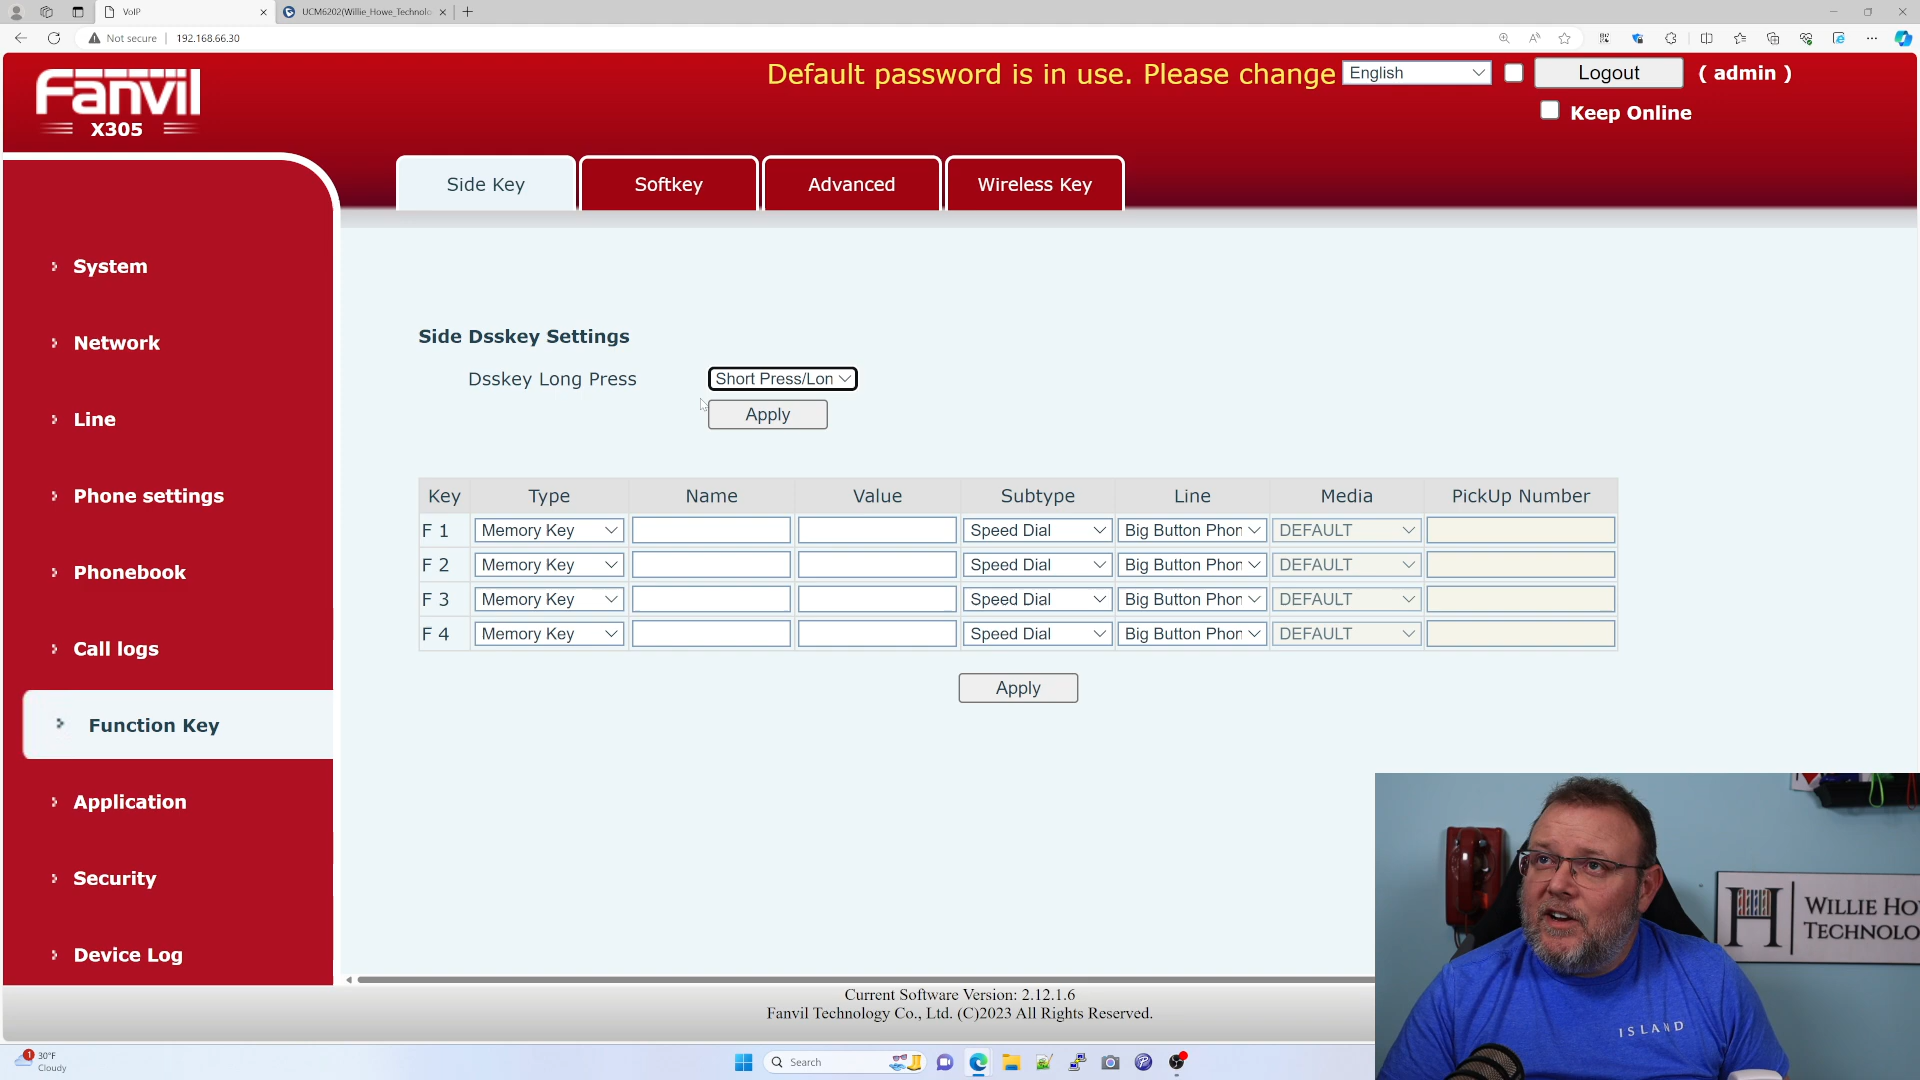 VoIP
UCM6202(Willie_Howe_Technolo
Not secure
192.168.66.30
Fanvil
X305
Default password is in use. Please change
English
Logout
( admin )
Keep Online
Side Key
Softkey
Advanced
Wireless Key
System
Network
Line
Phone settings
Phonebook
Call logs
Function Key
Application
Security
Device Log
Side Dsskey Settings
Dsskey Long Press
Short Press/Lon
Apply
Key Type Name Value Subtype Line Media PickUp Number
F 1 Memory Key Speed Dial Big Button Phon DEFAULT
F 2 Memory Key Speed Dial Big Button Phon DEFAULT
F 3 Memory Key Speed Dial Big Button Phon DEFAULT
F 4 Memory Key Speed Dial Big Button Phon DEFAULT
Apply
WILLIE HO
TECHNOLO
ISLAND
Current Software Version: 2.12.1.6
Fanvil Technology Co., Ltd. (C)2023 All Rights Reserved.
1
30°F
Cloudy
Search